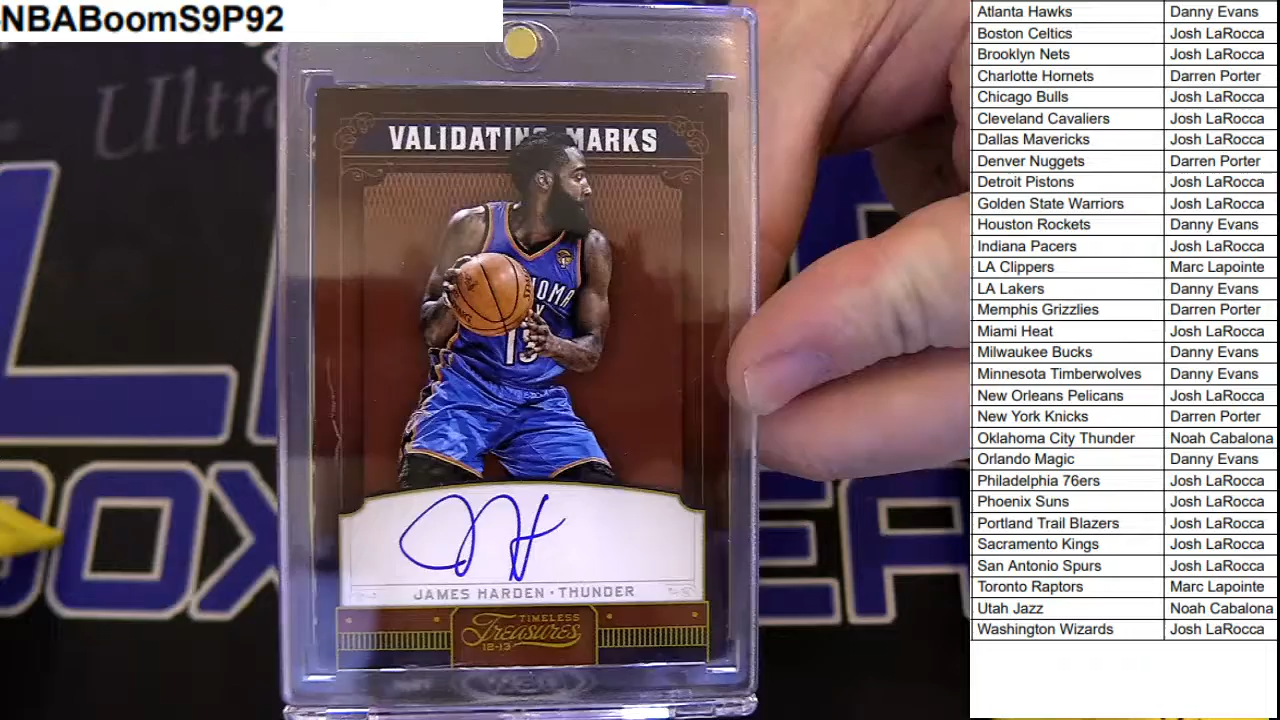 NBABoomS9P92
Ultra
VALIDATING MARKS
15
JAMES HARDEN · THUNDER
TIMELESS
Treasures
12-13
BOX
Atlanta Hawks Danny Evans
Boston Celtics Josh LaRocca
Brooklyn Nets Josh LaRocca
Charlotte Hornets Darren Porter
Chicago Bulls Josh LaRocca
Cleveland Cavaliers Josh LaRocca
Dallas Mavericks Josh LaRocca
Denver Nuggets Darren Porter
Detroit Pistons Josh LaRocca
Golden State Warriors Josh LaRocca
Houston Rockets Danny Evans
Indiana Pacers Josh LaRocca
LA Clippers Marc Lapointe
LA Lakers Danny Evans
Memphis Grizzlies Darren Porter
Miami Heat Josh LaRocca
Milwaukee Bucks Danny Evans
Minnesota Timberwolves Danny Evans
New Orleans Pelicans Josh LaRocca
New York Knicks Darren Porter
Oklahoma City Thunder Noah Cabalona
Orlando Magic Danny Evans
Philadelphia 76ers Josh LaRocca
Phoenix Suns Josh LaRocca
Portland Trail Blazers Josh LaRocca
Sacramento Kings Josh LaRocca
San Antonio Spurs Josh LaRocca
Toronto Raptors Marc Lapointe
Utah Jazz Noah Cabalona
Washington Wizards Josh LaRocca